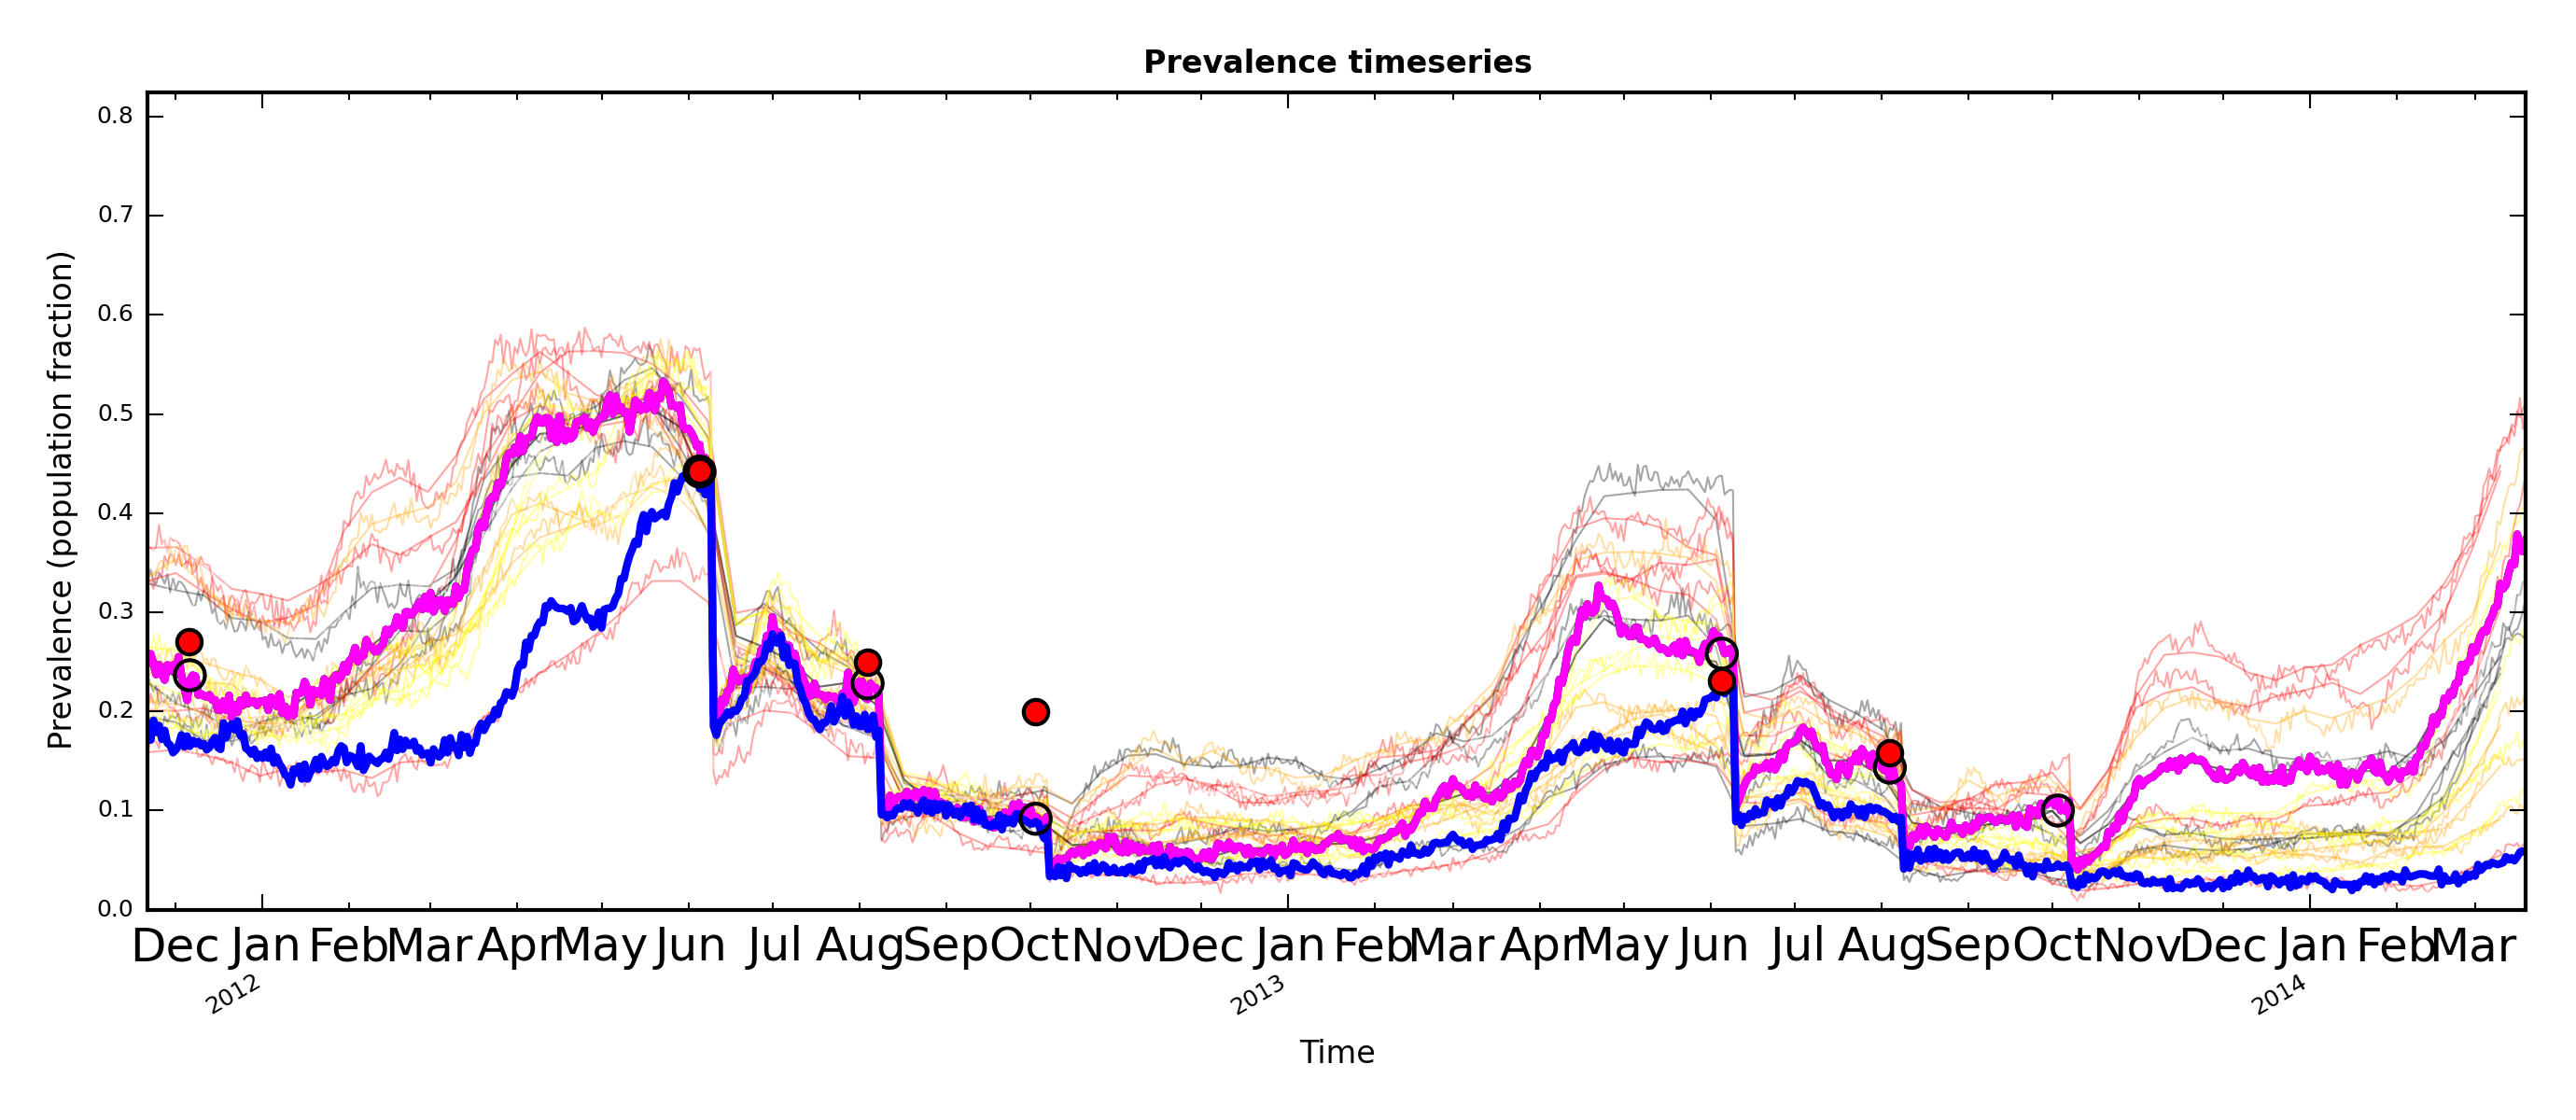 Prevalence timeseries
Prevalence (population fraction)
0.8
0.7
0.6
0.5
0.4
0.3
0.2
0.1
0.0
Dec Jan Feb Mar Apr May Jun Jul Aug Sep Oct Nov Dec Jan Feb Mar Apr May Jun Jul Aug Sep Oct Nov Dec Jan Feb Mar
2012 2013 2014
Time